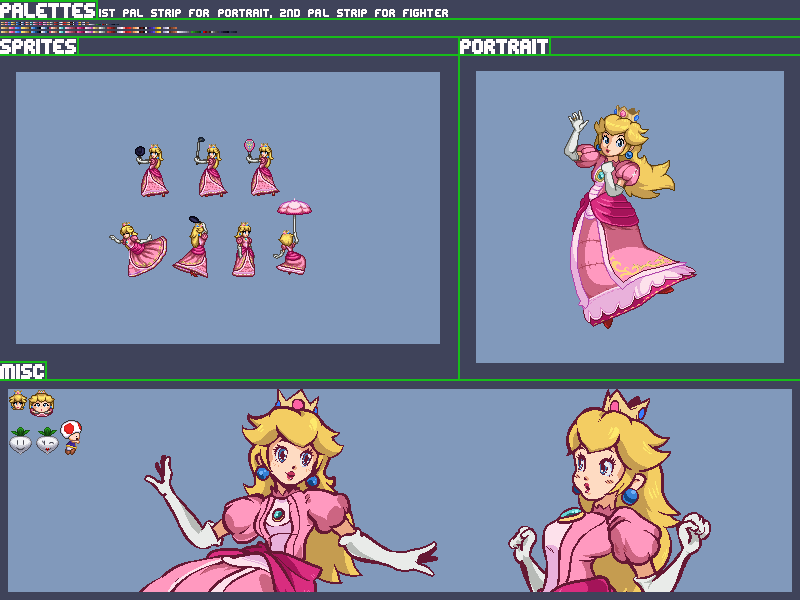 PALETTES 1ST PAL STRIP FOR PORTRAIT, 2ND PAL STRIP FOR FIGHTER
SPRITES
PORTRAIT
MISC